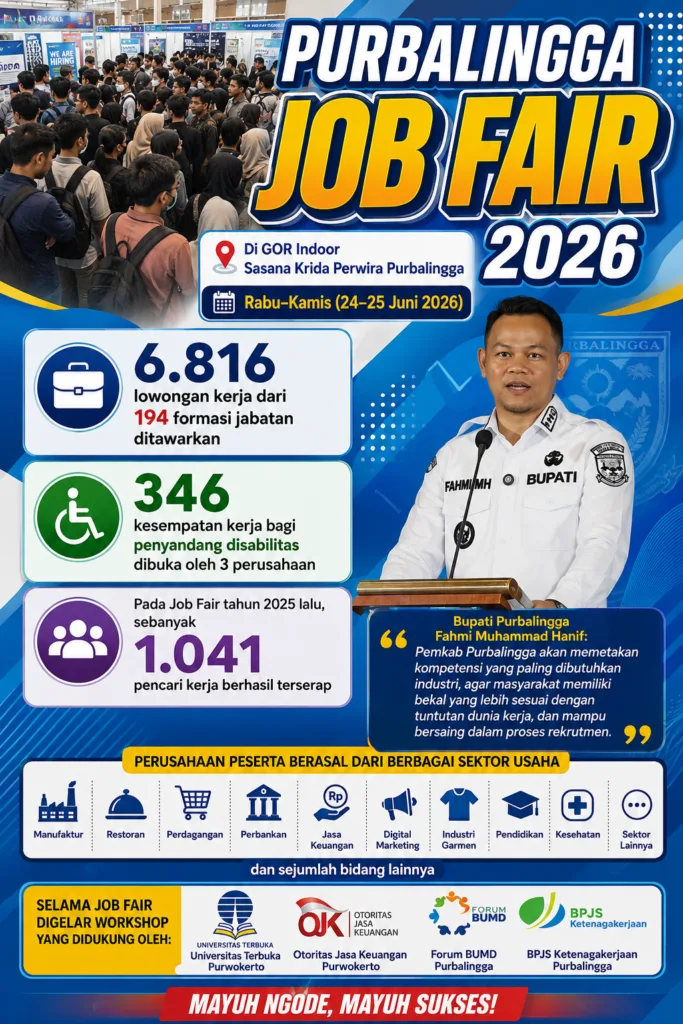 WE ARE
HIRING
PURBALINGGA
JOB FAIR
2026
Di GOR Indoor
Sasana Krida Perwira Purbalingga
Rabu-Kamis (24-25 Juni 2026)
6.816
lowongan kerja dari
194 formasi jabatan
ditawarkan
346
kesempatan kerja bagi
penyandang disabilitas
dibuka oleh 3 perusahaan
Pada Job Fair tahun 2025 lalu,
sebanyak
1.041
pencari kerja berhasil terserap
RBALINGGA
FAHMI MH
BUPATI
Bupati Purbalingga
Fahmi Muhammad Hanif:
“ Pemkab Purbalingga akan memetakan
kompetensi yang paling dibutuhkan
industri, agar masyarakat memiliki
bekal yang lebih sesuai dengan
tuntutan dunia kerja, dan mampu
bersaing dalam proses rekrutmen. ”
PERUSAHAAN PESERTA BERASAL DARI BERBAGAI SEKTOR USAHA
Manufaktur
Restoran
Perdagangan
Perbankan
Rp
Jasa
Keuangan
Digital
Marketing
Industri
Garmen
Pendidikan
Kesehatan
Sektor
Lainnya
dan sejumlah bidang lainnya
SELAMA JOB FAIR
DIGELAR WORKSHOP
YANG DIDUKUNG OLEH:
UNIVERSITAS TERBUKA
Universitas Terbuka
Purwokerto
OJK
OTORITAS
JASA
KEUANGAN
Otoritas Jasa Keuangan
Purwokerto
FORUM
BUMD
Forum BUMD
Purbalingga
BPJS
Ketenagakerjaan
BPJS Ketenagakerjaan
Purbalingga
MAYUH NGODE, MAYUH SUKSES!